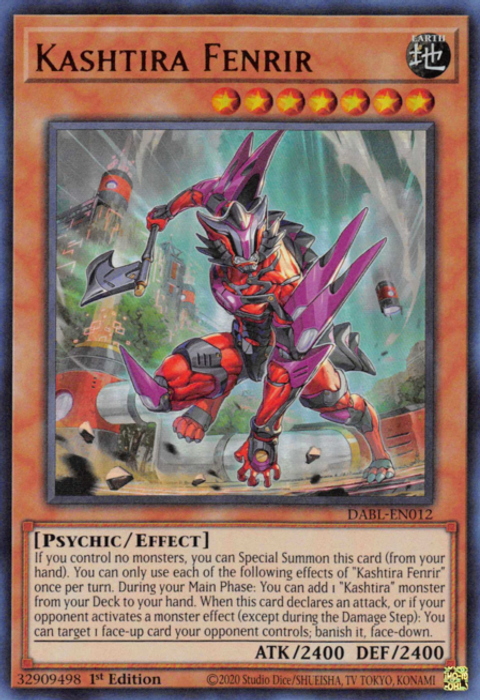 KASHTIRA FENRIR
EARTH
地
DABL-EN012
[PSYCHIC/EFFECT]
If you control no monsters, you can Special Summon this card (from your
hand). You can only use each of the following effects of "Kashtira Fenrir"
once per turn. During your Main Phase: You can add 1 "Kashtira" monster
from your Deck to your hand. When this card declares an attack, or if your
opponent activates a monster effect (except during the Damage Step): You
can target 1 face-up card your opponent controls; banish it, face-down.
ATK/2400 DEF/2400
32909498 1st Edition ©2020 Studio Dice/SHUEISHA, TV TOKYO, KONAMI